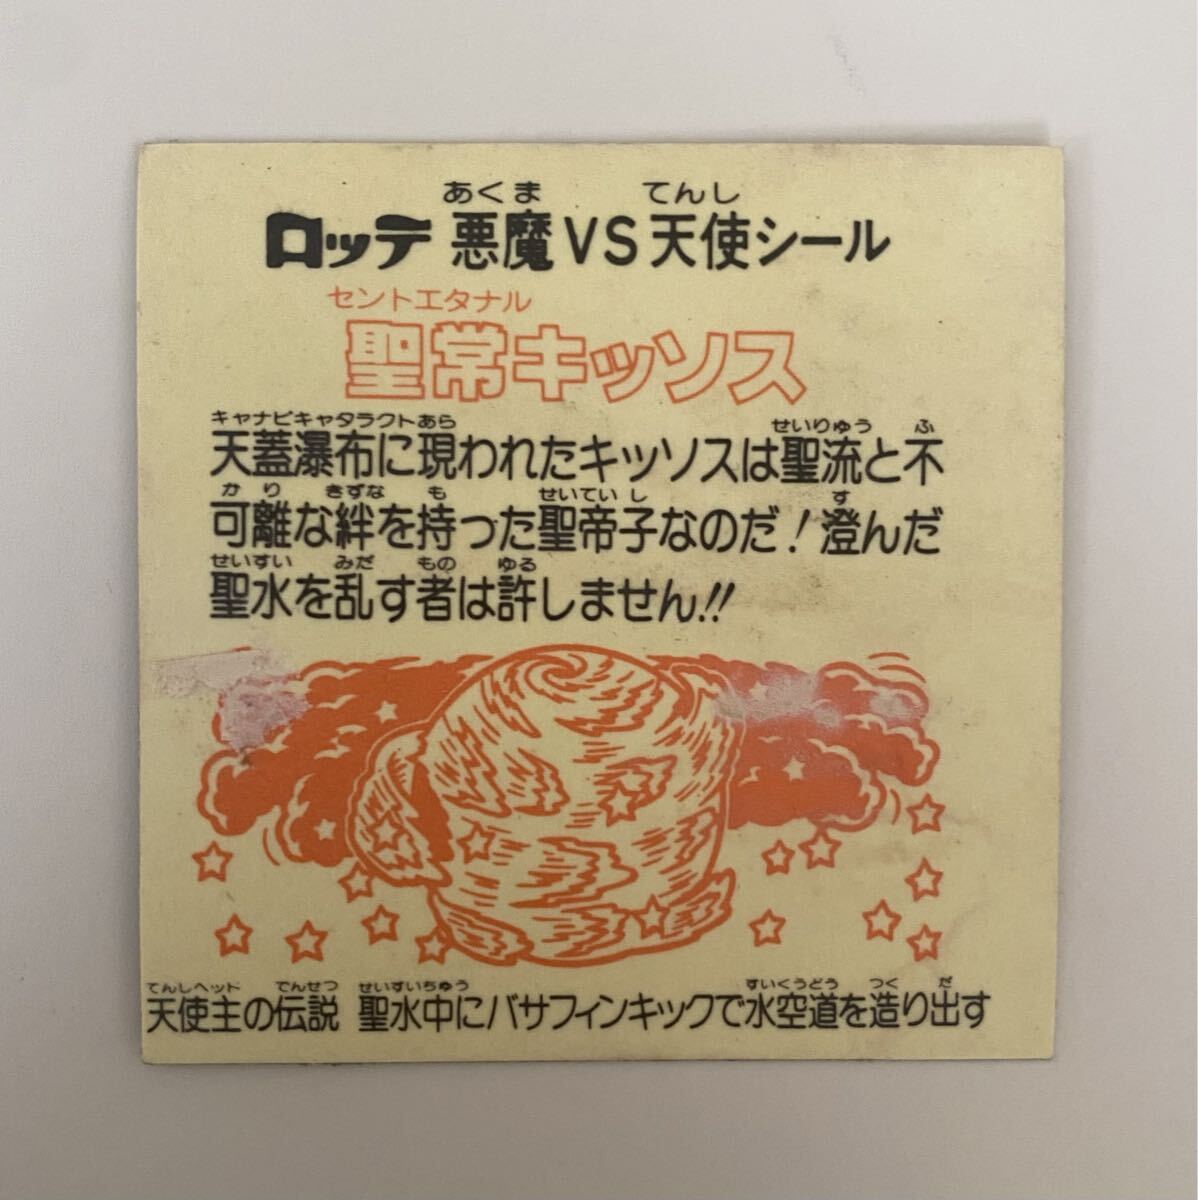 あくま てんし
ロッテ 悪魔VS天使シール
セントエタナル
聖常キッソス
キャナピキャタラクト あら せいりゅう ふ
天蓋瀑布に現われたキッソスは聖流と不
かり きずな も せいてい し す
可離な絆を持った聖帝子なのだ!澄んだ
せいすい みだ もの ゆる
聖水を乱す者は許しません!!
てんしヘッド でんせつ せいすいちゅう すいくうどう つく だ
天使主の伝説 聖水中にバサフィンキックで水空道を造り出す